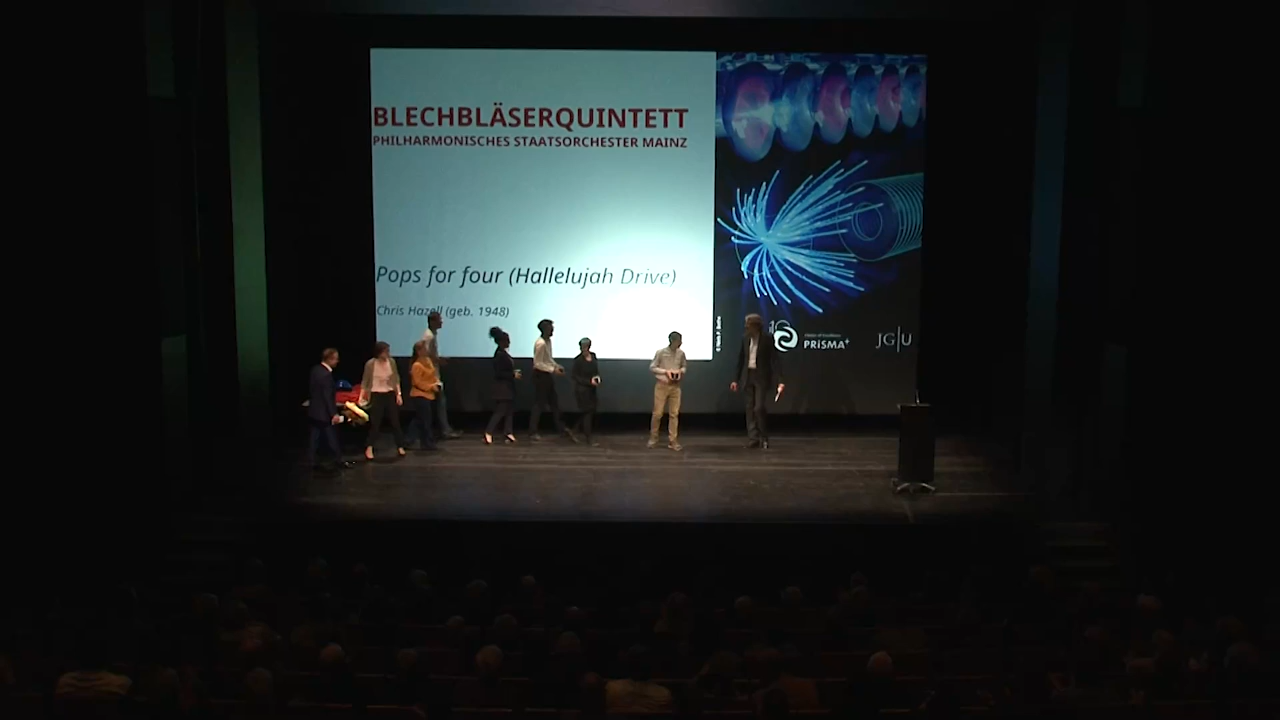 BLECHBLÄSERQUINTETT
PHILHARMONISCHES STAATSORCHESTER MAINZ
Pops for four (Hallelujah Drive)
Chris Hazell (geb. 1948)
PRISMA+
JG|U